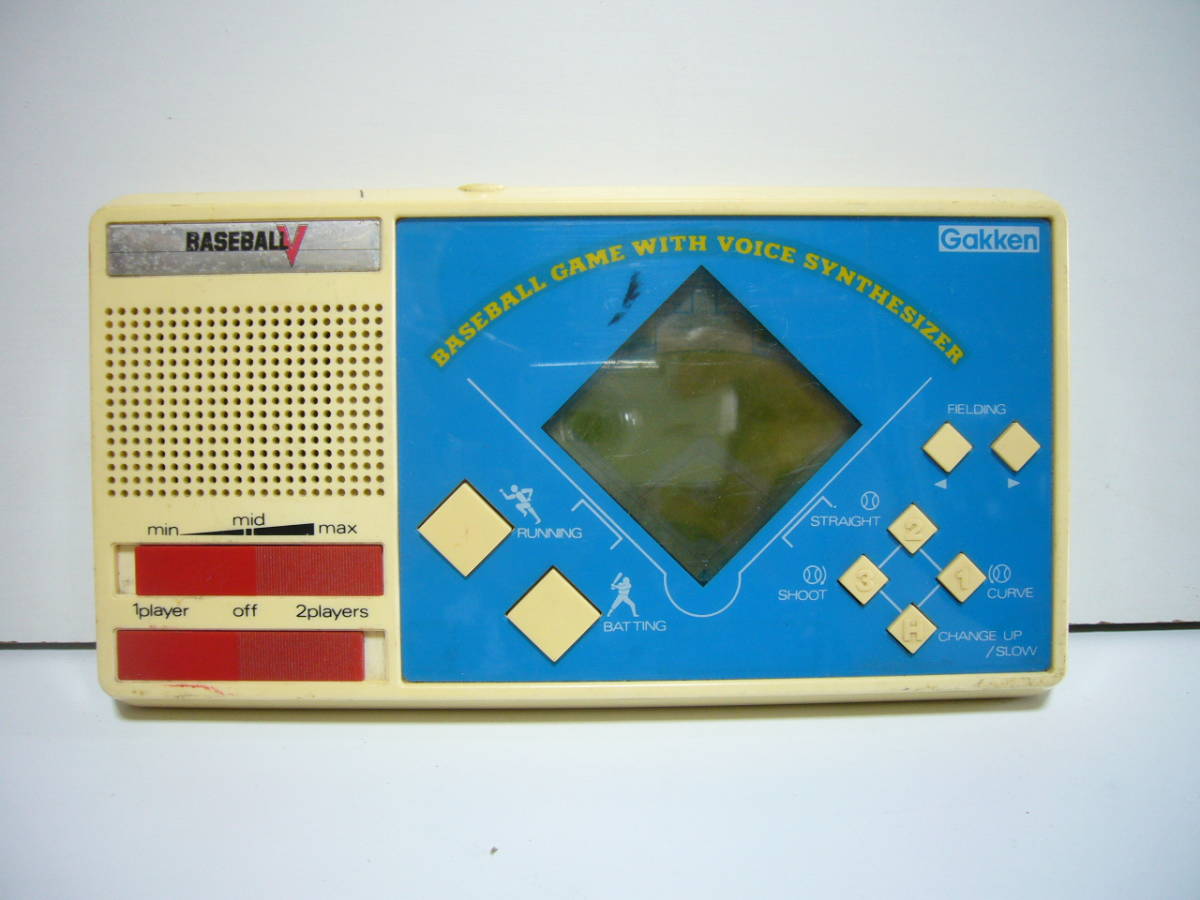 BASEBALL V
Gakken
BASEBALL GAME WITH VOICE SYNTHESIZER
min mid max
1player off 2players
RUNNING
BATTING
FIELDING
STRAIGHT
2
SHOOT
3
1
CURVE
H
CHANGE UP
/SLOW